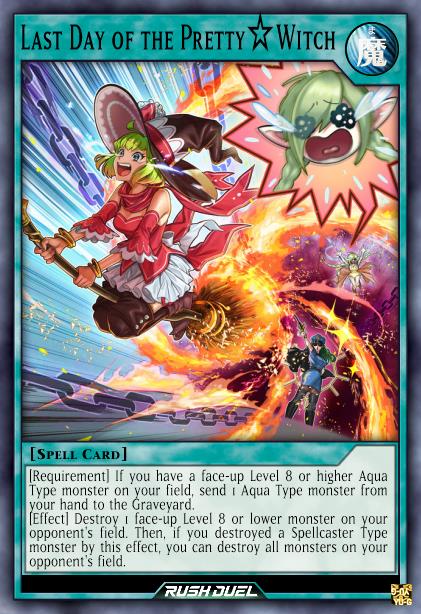 Last Day of the Pretty☆Witch
ま
魔
[Spell Card]
[Requirement] If you have a face-up Level 8 or higher Aqua
Type monster on your field, send 1 Aqua Type monster from
your hand to the Graveyard.
[Effect] Destroy 1 face-up Level 8 or lower monster on your
opponent's field. Then, if you destroyed a Spellcaster Type
monster by this effect, you can destroy all monsters on your
opponent's field.
RUSH DUEL